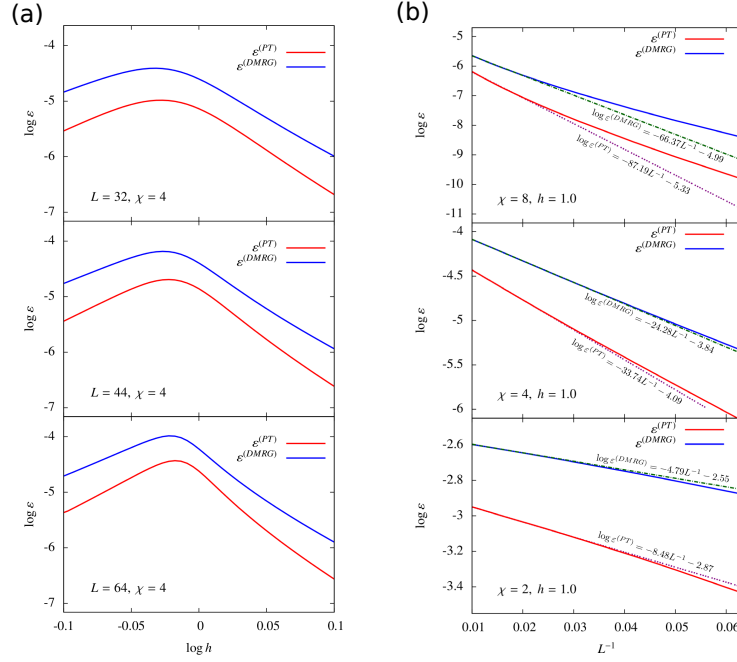 (a)
-4
-5
-6
-7
log ε
ε^(PT)
ε^(DMRG)
L = 32, χ = 4
-4
-5
-6
-7
log ε
ε^(PT)
ε^(DMRG)
L = 44, χ = 4
-4
-5
-6
-7
log ε
ε^(PT)
ε^(DMRG)
L = 64, χ = 4
-0.1
-0.05
0
0.05
0.1
log h
(b)
-5
-6
-7
-8
-9
-10
-11
log ε
ε^(PT)
ε^(DMRG)
log ε^(DMRG) = −66.37L^−1 − 4.99
log ε^(PT) = −87.19L^−1 − 5.33
χ = 8, h = 1.0
-4
-4.5
-5
-5.5
-6
log ε
ε^(PT)
ε^(DMRG)
log ε^(DMRG) = −24.28L^−1 − 3.84
log ε^(PT) = −33.74L^−1 − 4.09
χ = 4, h = 1.0
-2.6
-2.8
-3
-3.2
-3.4
log ε
ε^(PT)
ε^(DMRG)
log ε^(DMRG) = −4.79L^−1 − 2.55
log ε^(PT) = −8.48L^−1 − 2.87
χ = 2, h = 1.0
0.01
0.02
0.03
0.04
0.05
0.06
L^−1